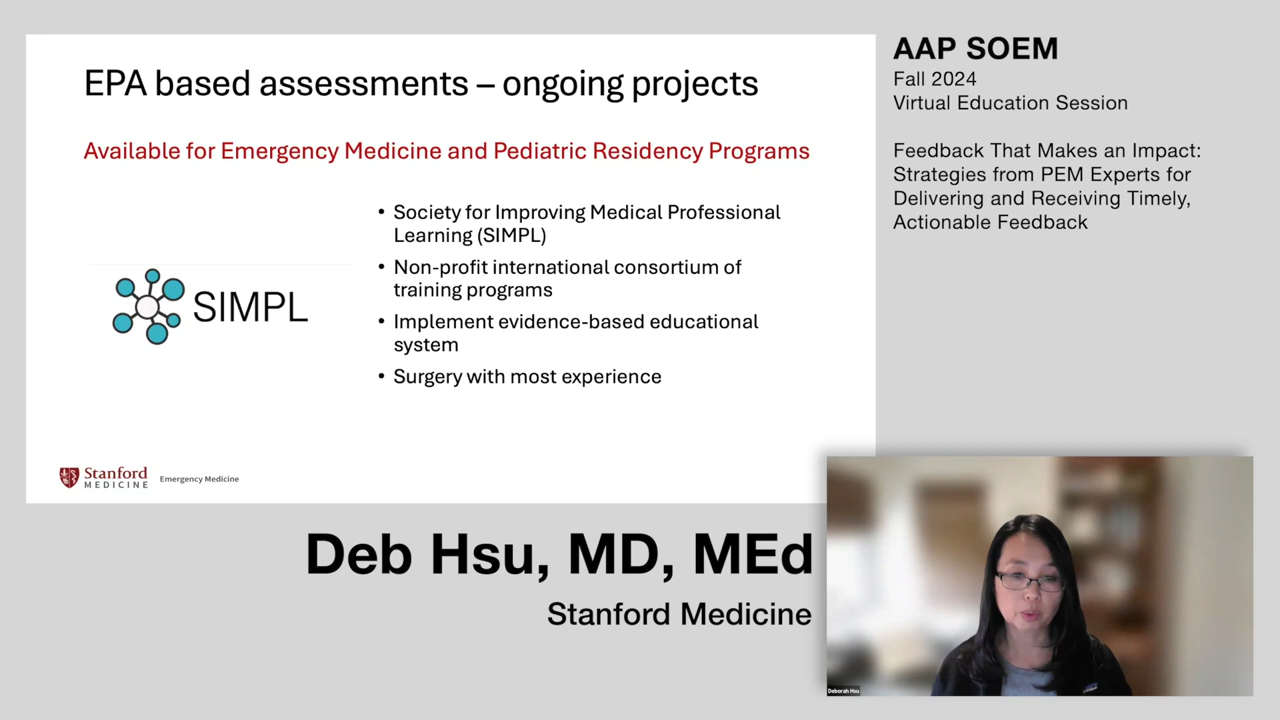 EPA based assessments – ongoing projects
Available for Emergency Medicine and Pediatric Residency Programs
• Society for Improving Medical Professional
Learning (SIMPL)
• Non-profit international consortium of
training programs
• Implement evidence-based educational
system
• Surgery with most experience
SIMPL
Stanford
MEDICINE
Emergency Medicine
AAP SOEM
Fall 2024
Virtual Education Session
Feedback That Makes an Impact:
Strategies from PEM Experts for
Delivering and Receiving Timely,
Actionable Feedback
Deb Hsu, MD, MEd
Stanford Medicine
Deborah Hsu